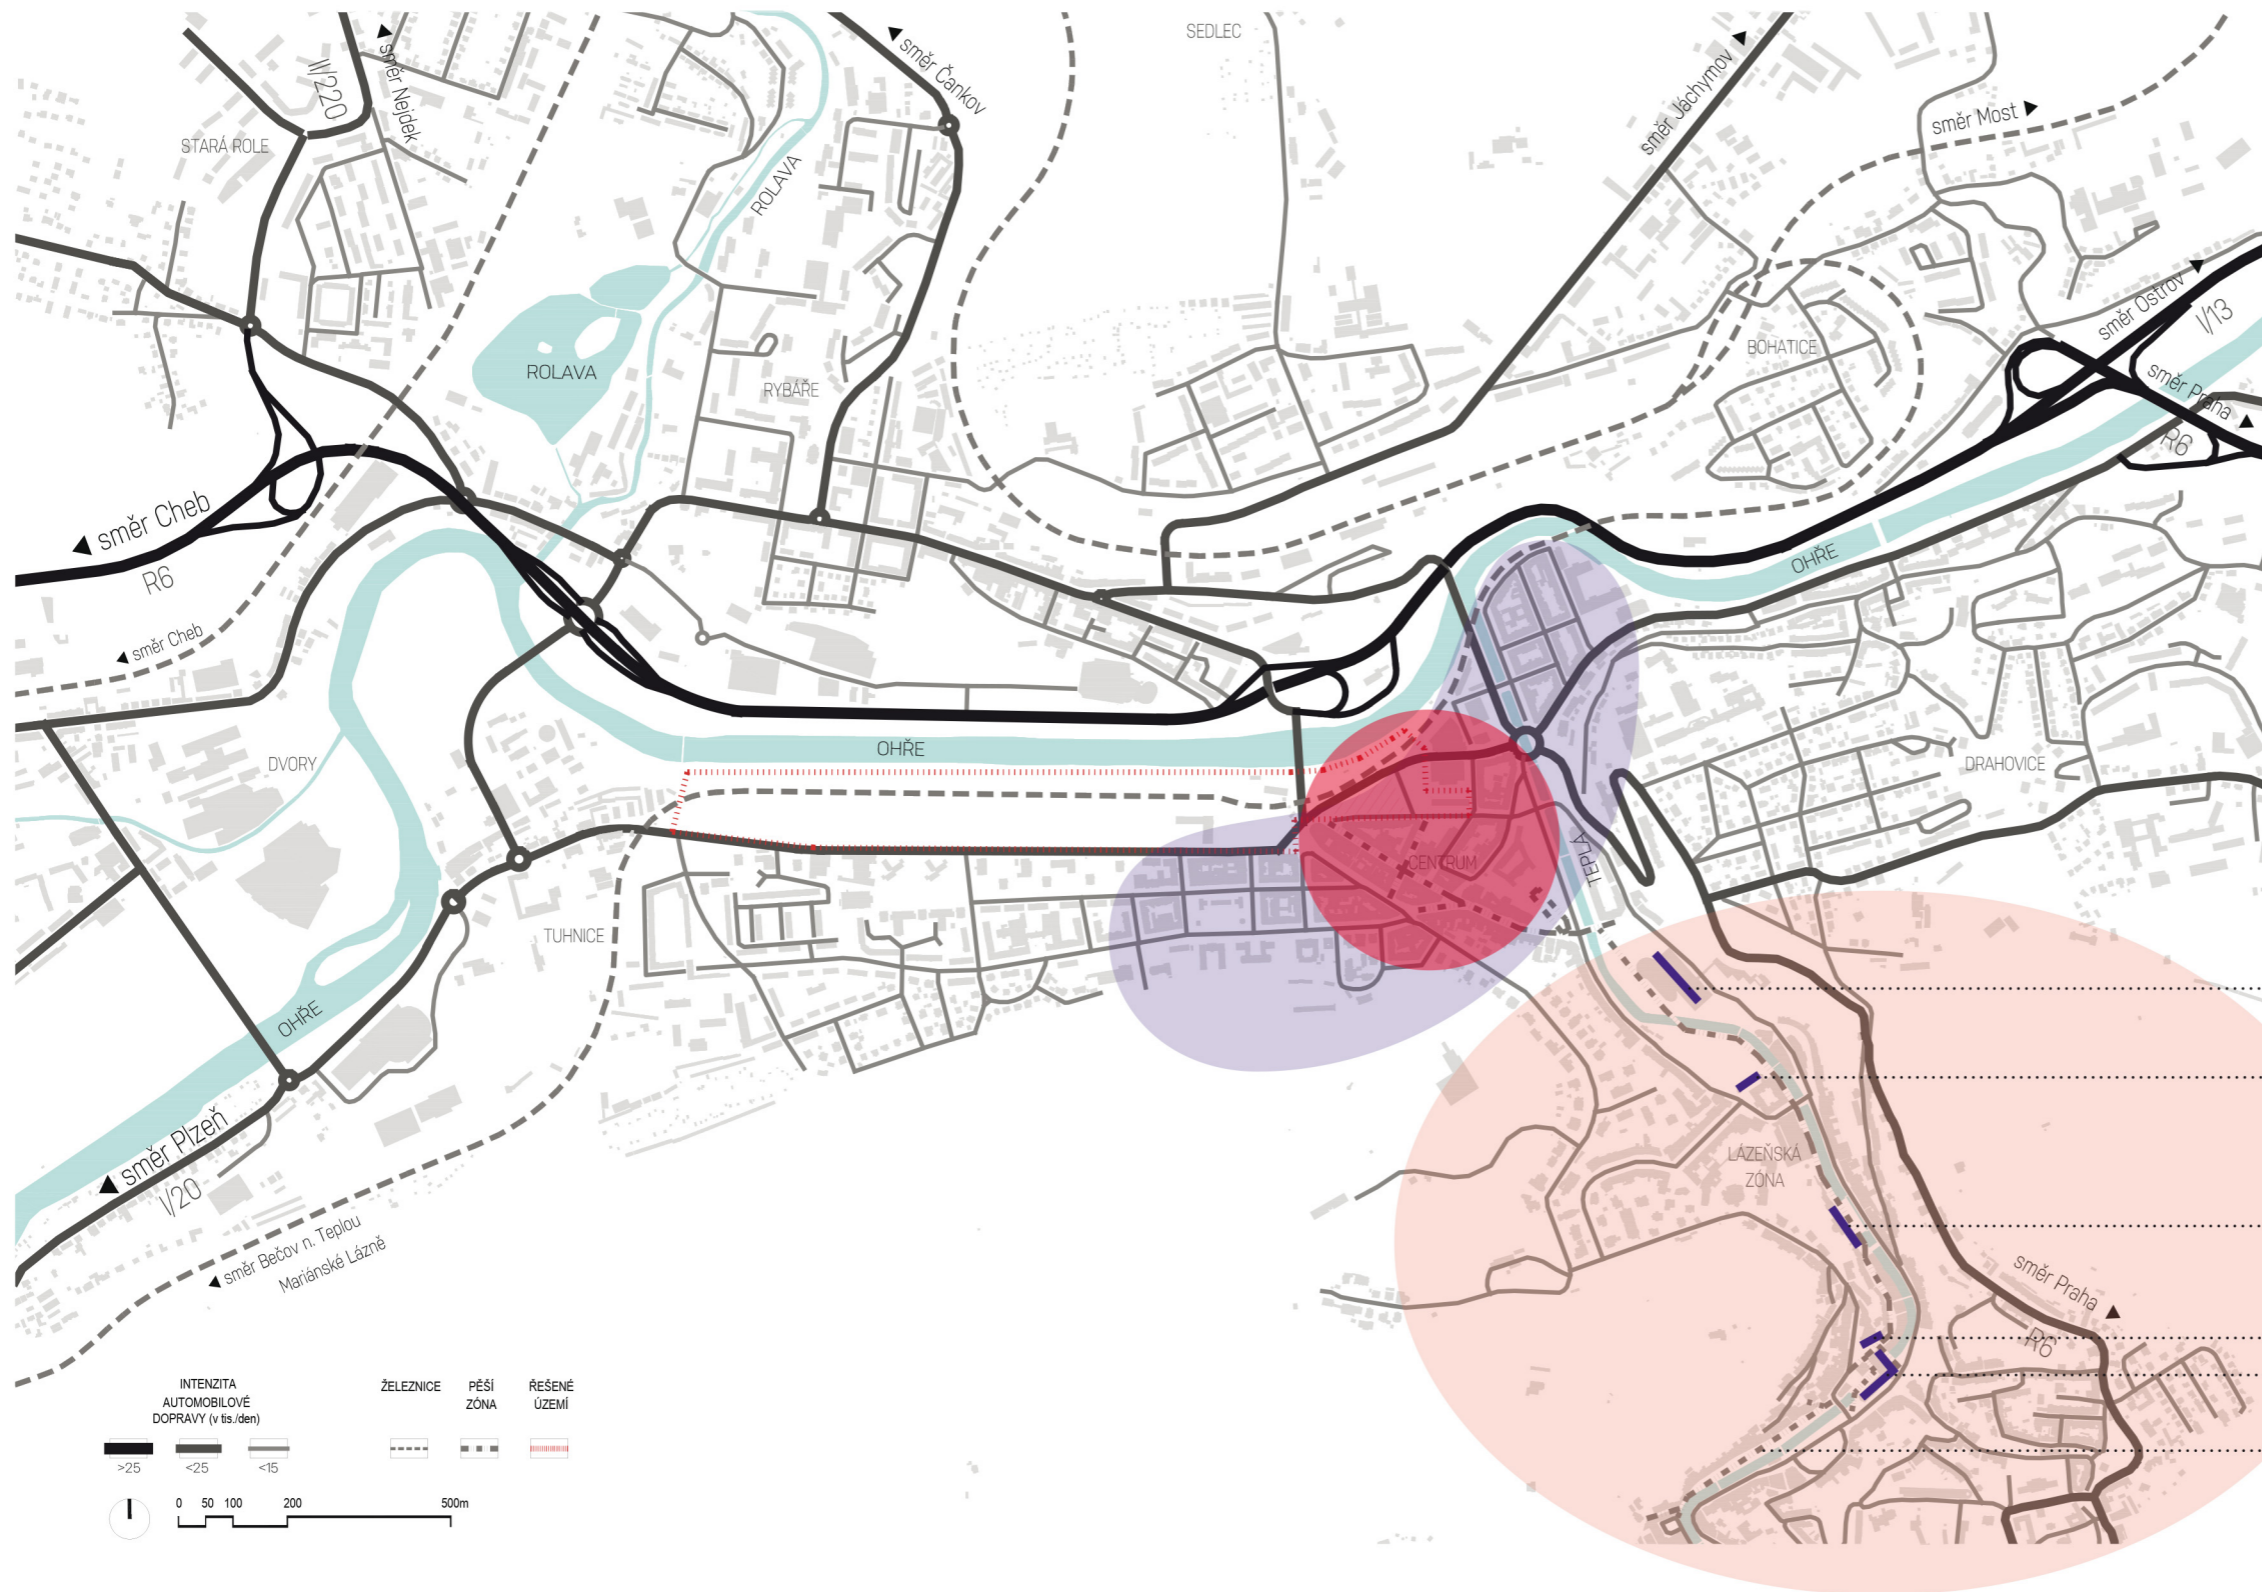 SEDLEC
směr Čankov
směr Jáchymov
směr Nejdek
II/220
STARÁ ROLE
směr Most
ROLAVA
směr Ostrov
I/13
ROLAVA
RYBÁŘE
BOHATICE
směr Praha
R6
směr Cheb
R6
OHŘE
směr Cheb
DVORY
OHŘE
DRAHOVICE
CENTRUM
TEPLÁ
TUHNICE
OHŘE
směr Plzeň
I/20
LÁZEŇSKÁ
ZÓNA
směr Bečov n. Teplou
Mariánské Lázně
směr Praha
R6
INTENZITA
AUTOMOBILOVÉ
DOPRAVY (v tis./den)
>25 <25 <15
ŽELEZNICE
PĚŠÍ
ZÓNA
ŘEŠENÉ
ÚZEMÍ
0 50 100 200 500m